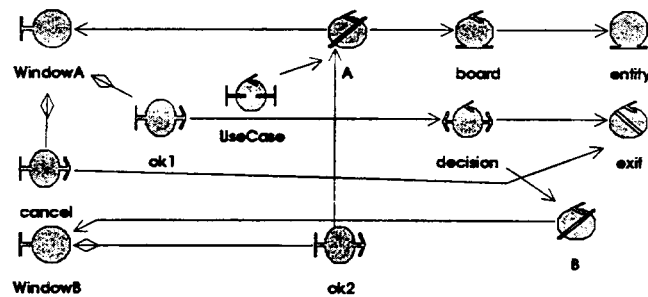 WindowA
A
board
entity
ok1
UseCase
decision
exit
cancel
WindowB
ok2
B